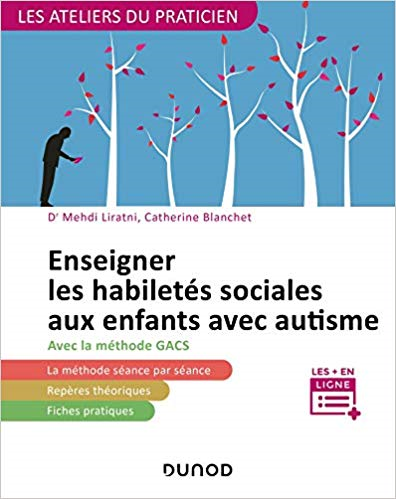 LES ATELIERS DU PRATICIEN
Dr Mehdi Liratni, Catherine Blanchet
Enseigner
les habiletés sociales
aux enfants avec autisme
Avec la méthode GACS
La méthode séance par séance
Repères théoriques
Fiches pratiques
LES + EN
LIGNE
DUNOD